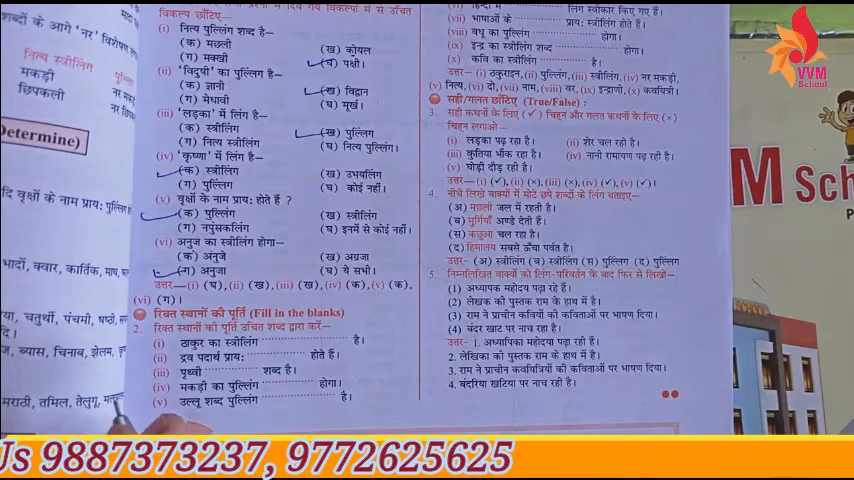 शब्दों के आगे 'नर' विशेषण
नित्य स्त्रीलिंग
मकड़ी नर
छिपकली नर
Determine)
दि वृक्षों के नाम प्रायः पुल्लिंग
भादों, क्वार, कार्तिक, माघ,
चतुर्थी, पंचमी, षष्ठी,
ब्यास, चिनाब, झेलम,
मराठी, तमिल, तेलुगू,
विकल्प छाँटिए—
(i) नित्य पुल्लिंग शब्द है—
(क) मछली (ख) कोयल
(ग) मक्खी (घ) पक्षी।
(ii) 'विदुषी' का पुल्लिंग है—
(क) ज्ञानी (ख) विद्वान
(ग) मेधावी (घ) मूर्ख।
(iii) 'लड़का' में लिंग है—
(क) स्त्रीलिंग (ख) पुल्लिंग
(ग) नित्य स्त्रीलिंग (घ) नित्य पुल्लिंग।
(iv) 'कृष्णा' में लिंग है—
(क) स्त्रीलिंग (ख) उभयलिंग
(ग) पुल्लिंग (घ) कोई नहीं।
(v) वृक्षों के नाम प्रायः होते हैं ?
(क) पुल्लिंग (ख) स्त्रीलिंग
(ग) नपुंसकलिंग (घ) इनमें से कोई नहीं।
(vi) अनुज का स्त्रीलिंग होगा—
(क) अंनुजे (ख) अग्रजा
(ग) अनुजा (घ) ये सभी।
उत्तर—(i) (घ), (ii) (ख), (iii) (ख), (iv) (क), (v) (क),
(vi) (ग)।
रिक्त स्थानों की पूर्ति (Fill in the blanks)
2. रिक्त स्थानों की पूर्ति उचित शब्द द्वारा करें—
(i) ठाकुर का स्त्रीलिंग .................... है।
(ii) द्रव पदार्थ प्रायः .................... होते हैं।
(iii) पृथ्वी .................... शब्द है।
(iv) मकड़ी का पुल्लिंग .................... होगा।
(v) उल्लू शब्द पुल्लिंग .................... है।
(vi) हिन्दी में .................... लिंग स्वीकार किए गए हैं।
(vii) भाषाओं के .................... प्रायः स्त्रीलिंग होते हैं।
(viii) वधू का पुल्लिंग .................... होगा।
(ix) इन्द्र का स्त्रीलिंग शब्द .................... होगा।
(x) कवि का स्त्रीलिंग .................... है।
उत्तर— (i) ठकुराइन, (ii) पुल्लिंग, (iii) स्त्रीलिंग, (iv) नर मकड़ी,
(v) नित्य, (vi) दो, (vii) नाम, (viii) वर, (ix) इन्द्राणी, (x) कवयित्री।
सही/गलत छाँटिए (True/False) :
3. सही कथनों के लिए (✓) चिह्न और गलत कथनों के लिए (×)
चिह्न लगाओ—
(i) लड़का पढ़ रहा है। (ii) शेर चल रही है।
(iii) कुतिया भौंक रहा है। (iv) नानी रामायण पढ़ रही है।
(v) घोड़ी दौड़ रही है।
उत्तर— (i) (✓), (ii) (×), (iii) (×), (iv) (✓), (v) (✓)।
4. नीचे लिखे वाक्यों में मोटे छपे शब्दों के लिंग बताइए—
(अ) मछली जल में रहती है।
(ब) मुर्गियाँ अण्डे देती हैं।
(स) कछुआ चल रहा है।
(द) हिमालय सबसे ऊँचा पर्वत है।
उत्तर- (अ) स्त्रीलिंग (ब) स्त्रीलिंग (स) पुल्लिंग (द) पुल्लिंग
5. निम्नलिखित वाक्यों को लिंग-परिवर्तन के बाद फिर से लिखो—
(1) अध्यापक महोदय पढ़ा रहे हैं।
(2) लेखक की पुस्तक राम के हाथ में है।
(3) राम ने प्राचीन कवियों की कविताओं पर भाषण दिया।
(4) बंदर खाट पर नाच रहा है।
उत्तर- 1. अध्यापिका महोदया पढ़ा रही हैं।
2. लेखिका की पुस्तक राम के हाथ में है।
3. राम ने प्राचीन कवयित्रियों की कविताओं पर भाषण दिया।
4. बंदरिया खटिया पर नाच रही है।
VVM
School
M Sch
Us 9887373237, 9772625625